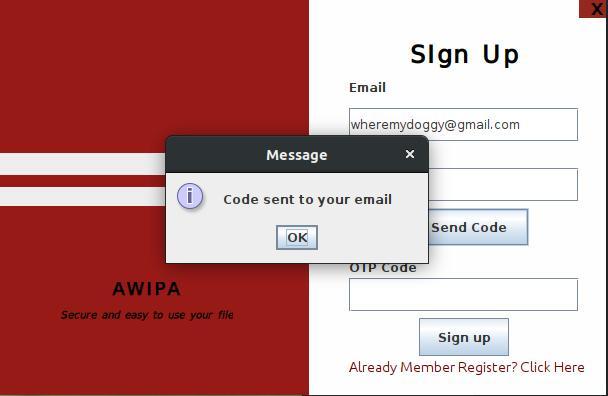 X
SIgn Up
Email
wheremydoggy@gmail.com
Message
×
i
Code sent to your email
OK
Send Code
OTP Code
AWIPA
Secure and easy to use your file
Sign up
Already Member Register? Click Here